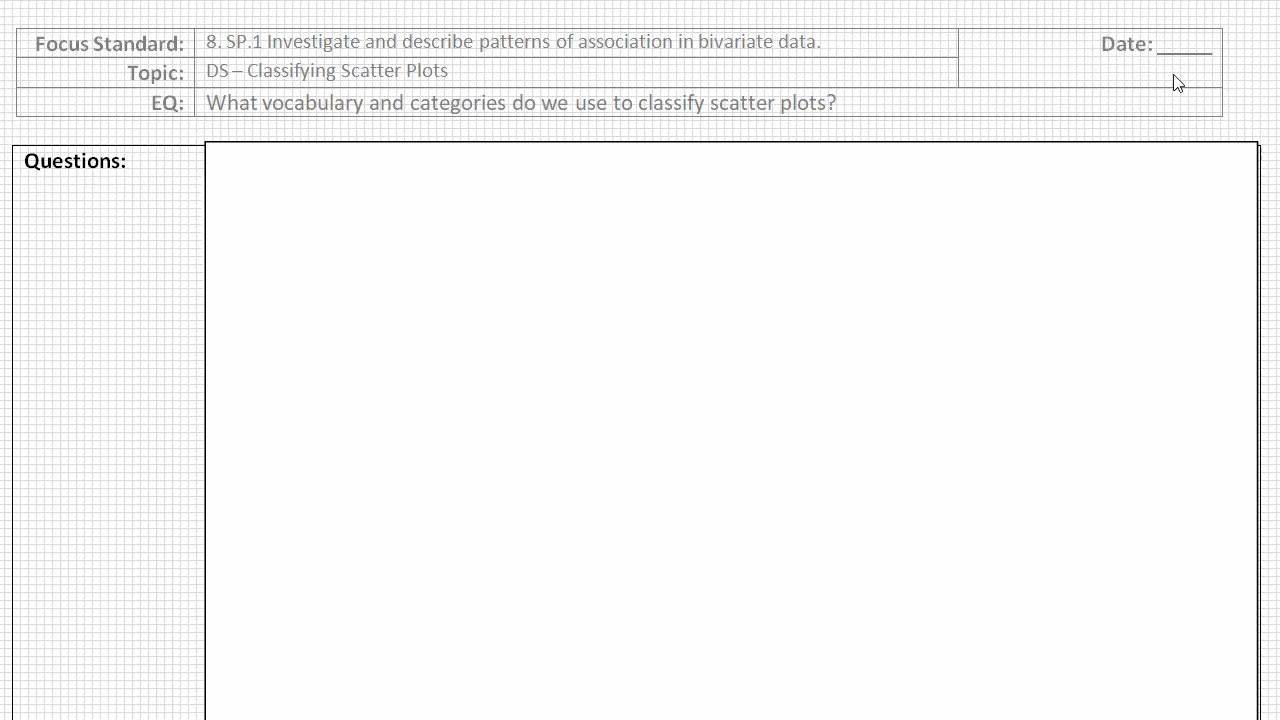 Focus Standard: 8. SP.1 Investigate and describe patterns of association in bivariate data. Date: _____
Topic: DS – Classifying Scatter Plots
EQ: What vocabulary and categories do we use to classify scatter plots?
Questions: